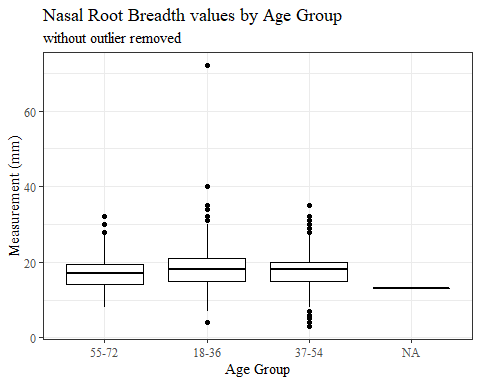 Nasal Root Breadth values by Age Group
without outlier removed
Measurement (mm)
60
40
20
0
55-72 18-36 37-54 NA
Age Group